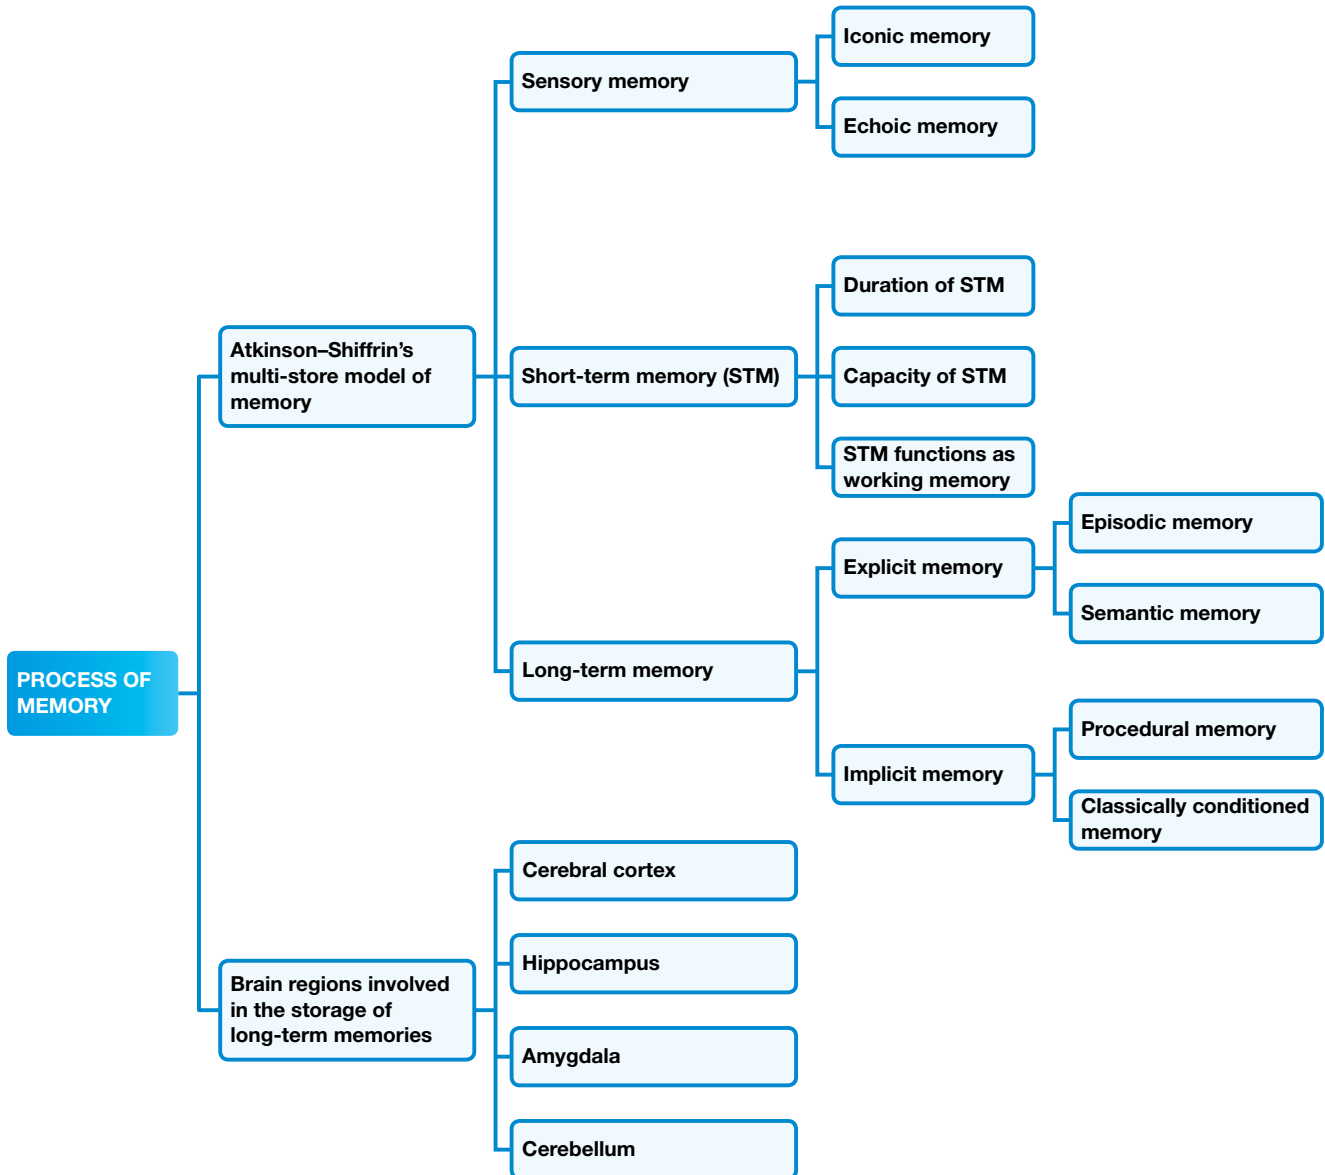 PROCESS OF
MEMORY
Atkinson–Shiffrin's
multi-store model of
memory
Sensory memory
Iconic memory
Echoic memory
Short-term memory (STM)
Duration of STM
Capacity of STM
STM functions as
working memory
Long-term memory
Explicit memory
Episodic memory
Semantic memory
Implicit memory
Procedural memory
Classically conditioned
memory
Brain regions involved
in the storage of
long-term memories
Cerebral cortex
Hippocampus
Amygdala
Cerebellum